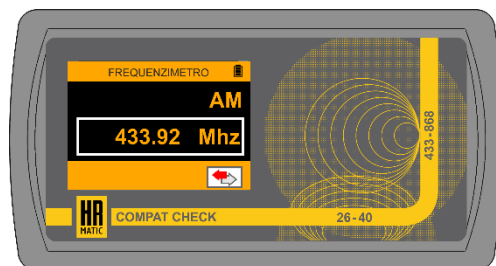 FREQUENZIMETRO
AM
433.92 Mhz
433-868
HR
MATIC
COMPAT CHECK
26-40